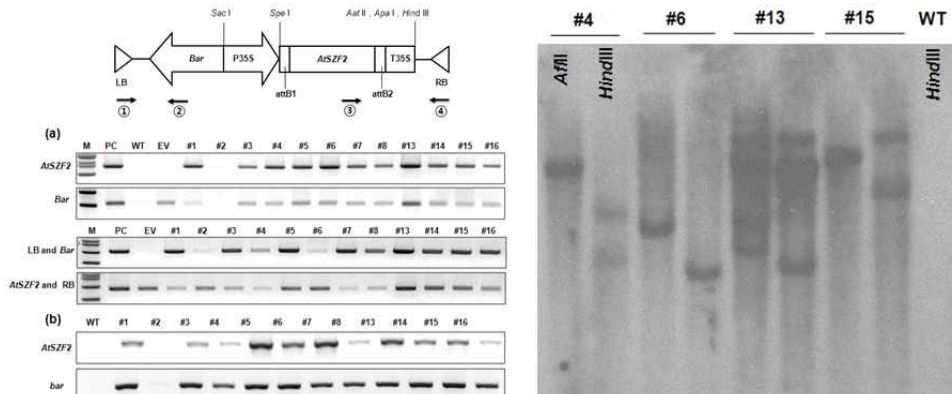 Sac I Spe I Aat II, Apa I, Hind III
Bar P35S AtSZF2 T35S
LB attB1 attB2 RB
① ② ③ ④
(a)
M PC WT EV #1 #2 #3 #4 #5 #6 #7 #8 #13 #14 #15 #16
AtSZF2
Bar
M PC EV #1 #2 #3 #4 #5 #6 #7 #8 #13 #14 #15 #16
LB and Bar
AtSZF2 and RB
(b)
WT #1 #2 #3 #4 #5 #6 #7 #8 #13 #14 #15 #16
AtSZF2
bar
#4 #6 #13 #15 WT
AflII HindIII HindIII